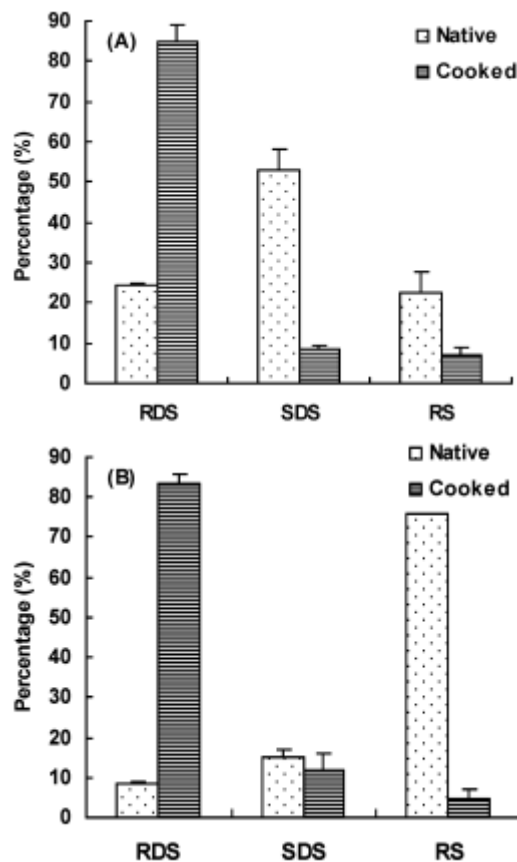 (A)
Native
Cooked
Percentage (%)
90
80
70
60
50
40
30
20
10
0
RDS SDS RS
(B)
Native
Cooked
Percentage (%)
90
80
70
60
50
40
30
20
10
0
RDS SDS RS